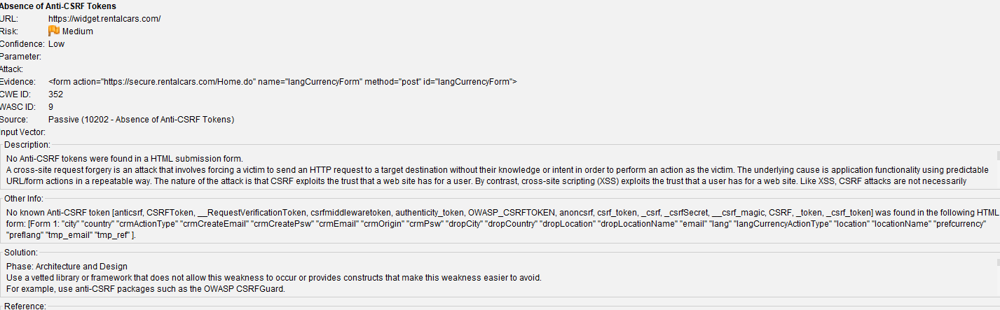 Absence of Anti-CSRF Tokens
URL: https://widget.rentalcars.com/
Risk: Medium
Confidence: Low
Parameter:
Attack:
Evidence: <form action="https://secure.rentalcars.com/Home.do" name="langCurrencyForm" method="post" id="langCurrencyForm">
CWE ID: 352
WASC ID: 9
Source: Passive (10202 - Absence of Anti-CSRF Tokens)
Input Vector:
Description:
No Anti-CSRF tokens were found in a HTML submission form.
A cross-site request forgery is an attack that involves forcing a victim to send an HTTP request to a target destination without their knowledge or intent in order to perform an action as the victim. The underlying cause is application functionality using predictable
URL/form actions in a repeatable way. The nature of the attack is that CSRF exploits the trust that a web site has for a user. By contrast, cross-site scripting (XSS) exploits the trust that a user has for a web site. Like XSS, CSRF attacks are not necessarily
Other Info:
No known Anti-CSRF token [anticsrf, CSRFToken, __RequestVerificationToken, csrfmiddlewaretoken, authenticity_token, OWASP_CSRFTOKEN, anoncsrf, csrf_token, _csrf, _csrfSecret, __csrf_magic, CSRF, _token, _csrf_token] was found in the following HTML
form: [Form 1: "city" "country" "crmActionType" "crmCreateEmail" "crmCreatePsw" "crmEmail" "crmOrigin" "crmPsw" "dropCity" "dropCountry" "dropLocation" "dropLocationName" "email" "lang" "langCurrencyActionType" "location" "locationName" "prefcurrency"
"preflang" "tmp_email" "tmp_ref" ].
Solution:
Phase: Architecture and Design
Use a vetted library or framework that does not allow this weakness to occur or provides constructs that make this weakness easier to avoid.
For example, use anti-CSRF packages such as the OWASP CSRFGuard.
Reference: